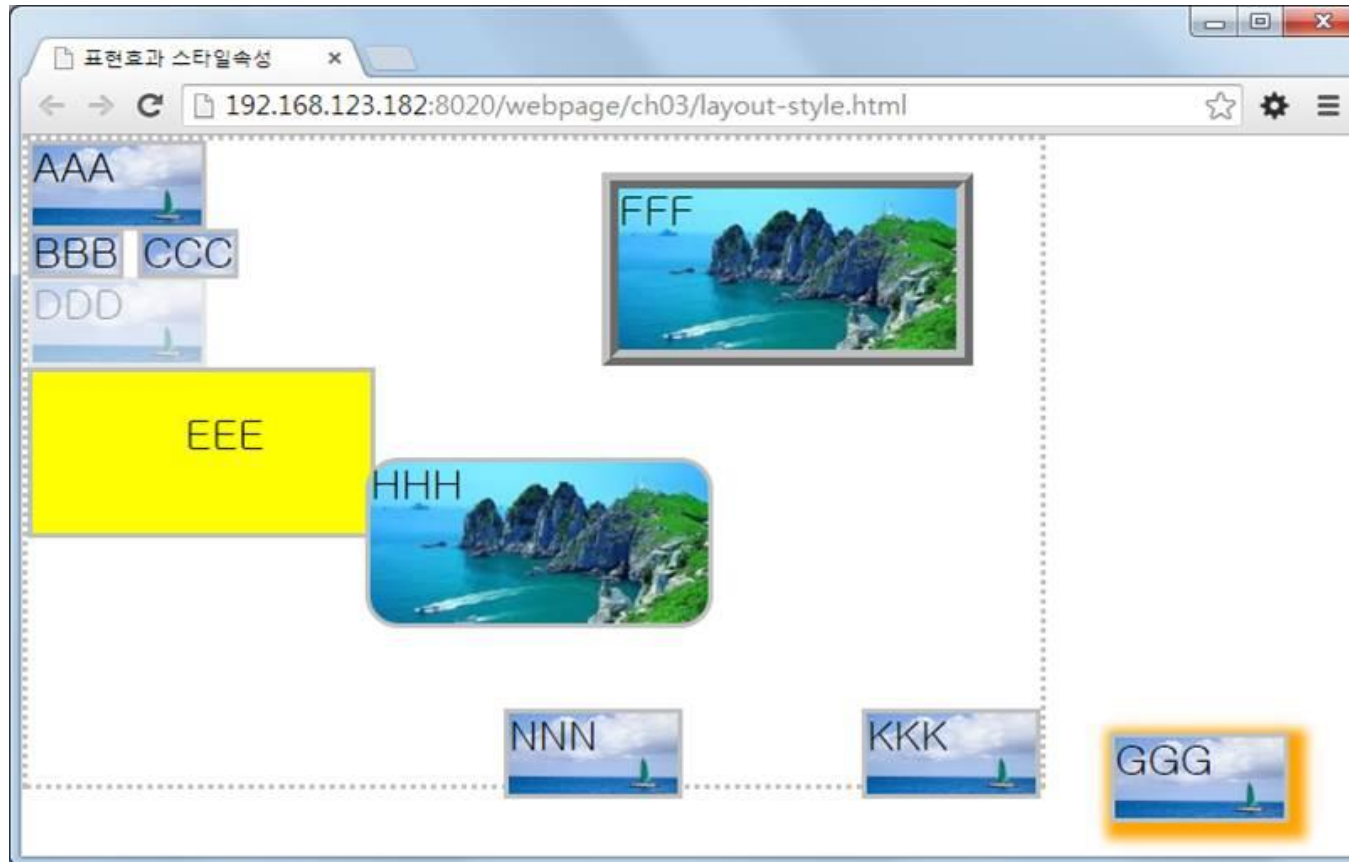 표현효과 스타일속성
192.168.123.182:8020/webpage/ch03/layout-style.html
AAA
FFF
BBB CCC
DDD
EEE
HHH
NNN
KKK
GGG